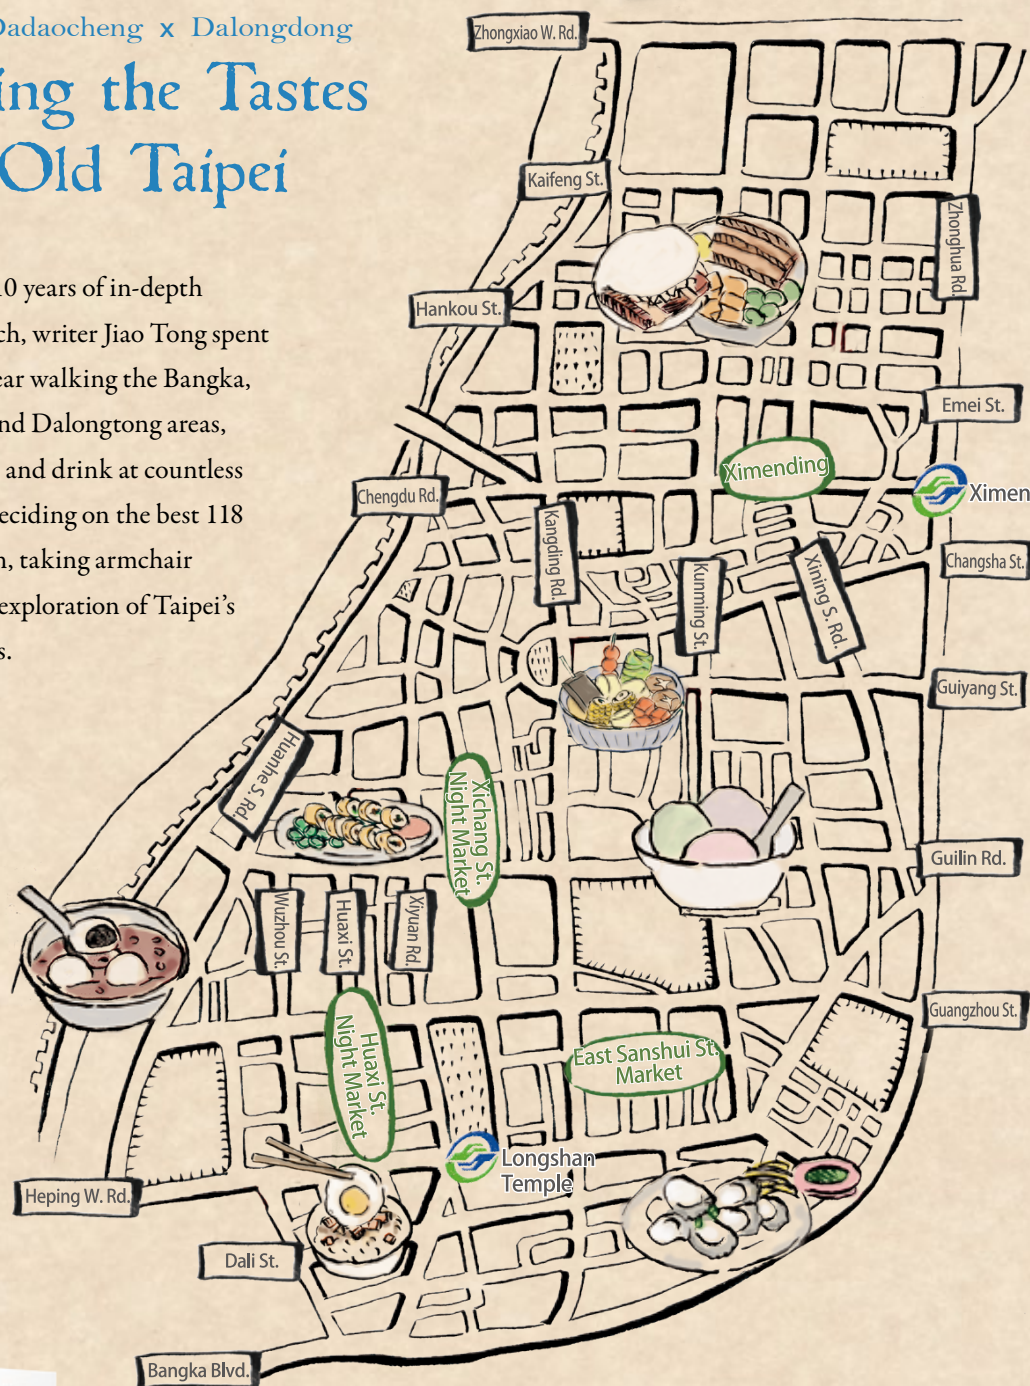 Dadaocheng x Dalongdong
ing the Tastes
Old Taipei
10 years of in-depth
ch, writer Jiao Tong spent
ear walking the Bangka,
nd Dalongtong areas,
and drink at countless
eciding on the best 118
n, taking armchair
exploration of Taipei's
s.
Zhongxiao W. Rd.
Kaifeng St.
Zhonghua Rd.
Hankou St.
Emei St.
Ximending
Chengdu Rd.
Ximen
Kangding Rd.
Kunming St.
Xining S. Rd.
Changsha St.
Guiyang St.
Huanhe S. Rd.
Xichang St.
Night Market
Guilin Rd.
Wuzhou St.
Huaxi St.
Xiyuan Rd.
Guangzhou St.
Huaxi St.
Night Market
East Sanshui St.
Market
Longshan
Temple
Heping W. Rd.
Dali St.
Bangka Blvd.